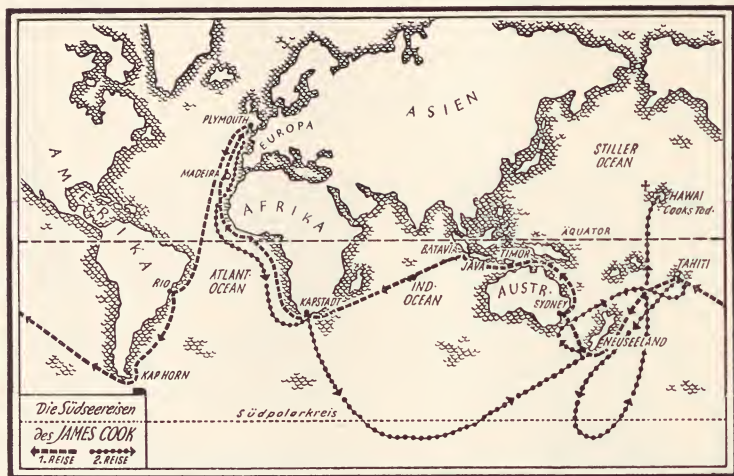 ASIEN
PLYMOUTH
EUROPA
STILLER
OCEAN
MADEIRA
AMERIKA
AFRIKA
HAWAI
Cooks Tod.
ÄQUATOR
BATAVIA
TIMOR
JAVA
TAHITI
RIO
ATLANT-
OCEAN
IND-
OCEAN
AUSTR.
SYDNEY
KAPSTADT
NEUSEELAND
KAP HORN
Südpolarkreis
Die Südseereisen
des JAMES COOK
1. REISE 2. REISE